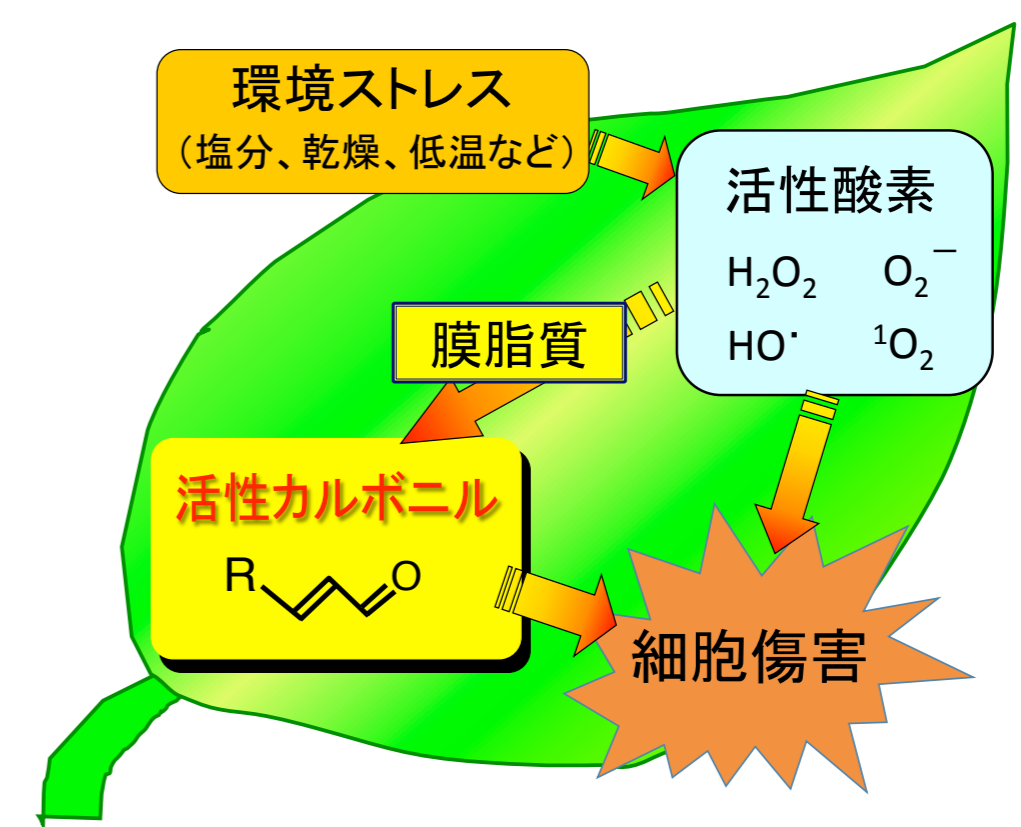 環境ストレス
（塩分、乾燥、低温など）
活性酸素
H₂O₂ O₂⁻
HO・ ¹O₂
膜脂質
活性カルボニル
R O
細胞傷害